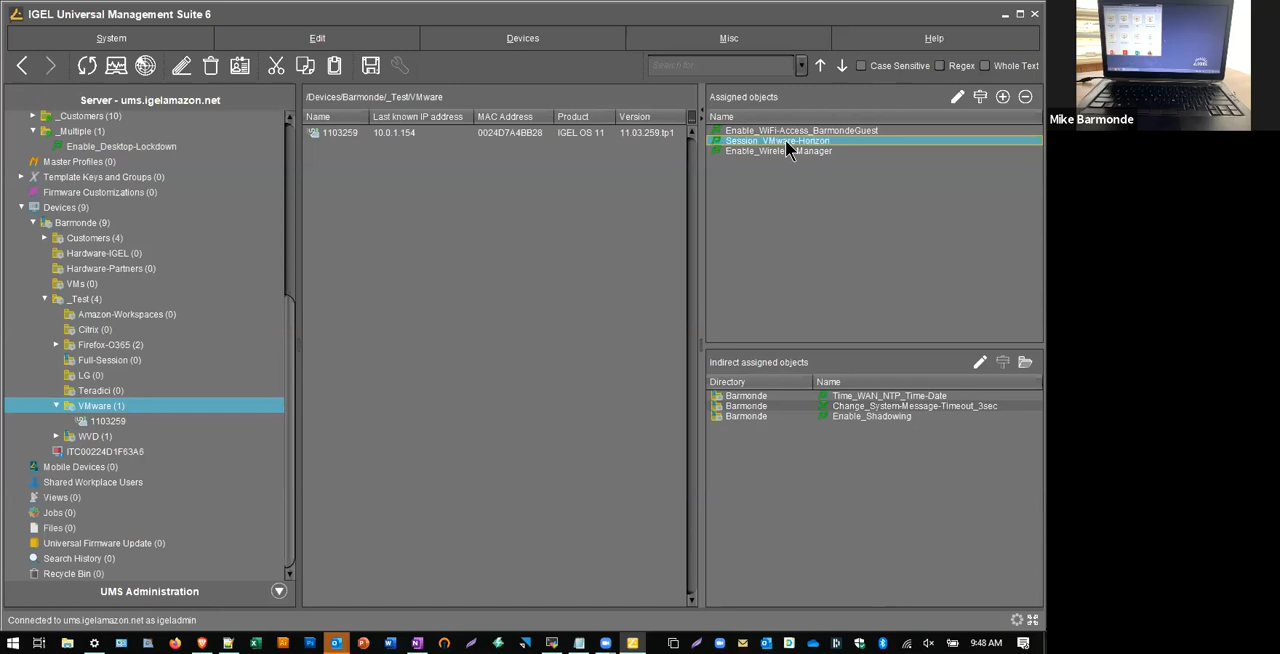 IGEL Universal Management Suite 6
System Edit Devices Misc Help
Search for Case Sensitive Regex Whole Text
Server - ums.igelamazon.net
_Customers (10)
_Multiple (1)
Enable_Desktop-Lockdown
Master Profiles (0)
Template Keys and Groups (2)
Firmware Customizations (0)
Devices (9)
Barmonde (9)
Customers (4)
Hardware-IGEL (0)
Hardware-Partners (0)
VMs (0)
_Test (4)
Amazon-Workspaces (0)
Citrix (0)
Firefox-O365 (2)
Full-Session (0)
LG (0)
Teradici (0)
VMware (1)
1103259
WVD (1)
ITC00224D1F63A6
Mobile Devices (0)
Shared Workplace Users
Views (0)
Jobs (0)
Files (0)
Universal Firmware Update (0)
Search History (0)
Recycle Bin (0)
UMS Administration
/Devices/Barmonde/_Test/VMware
Name Last known IP address MAC Address Product Version
1103259 10.0.1.154 0024D7A4BB28 IGEL OS 11 11.03.259.tp1
Assigned objects
Name
Enable_WiFi-Access_BarmondeGuest
Session_VMware-Horizon
Enable_Wireless_Manager
Indirect assigned objects
Directory Name
Barmonde Time_WAN_NTP_Time-Date
Barmonde Change_System-Message-Timeout_3sec
Barmonde Enable_Shadowing
Connected to ums.igelamazon.net as igeladmin
9:48 AM
Mike Barmonde